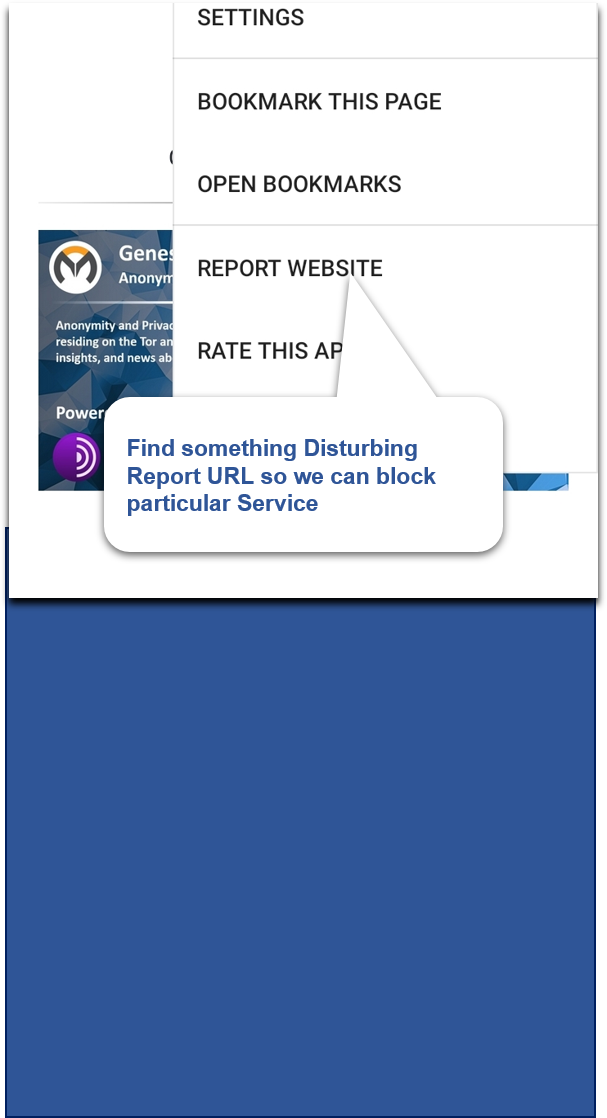 SETTINGS
BOOKMARK THIS PAGE
OPEN BOOKMARKS
REPORT WEBSITE
RATE THIS AP
Genes
Anonym
Anonymity and Privac
residing on the Tor an
insights, and news ab
Power
Find something Disturbing
Report URL so we can block
particular Service